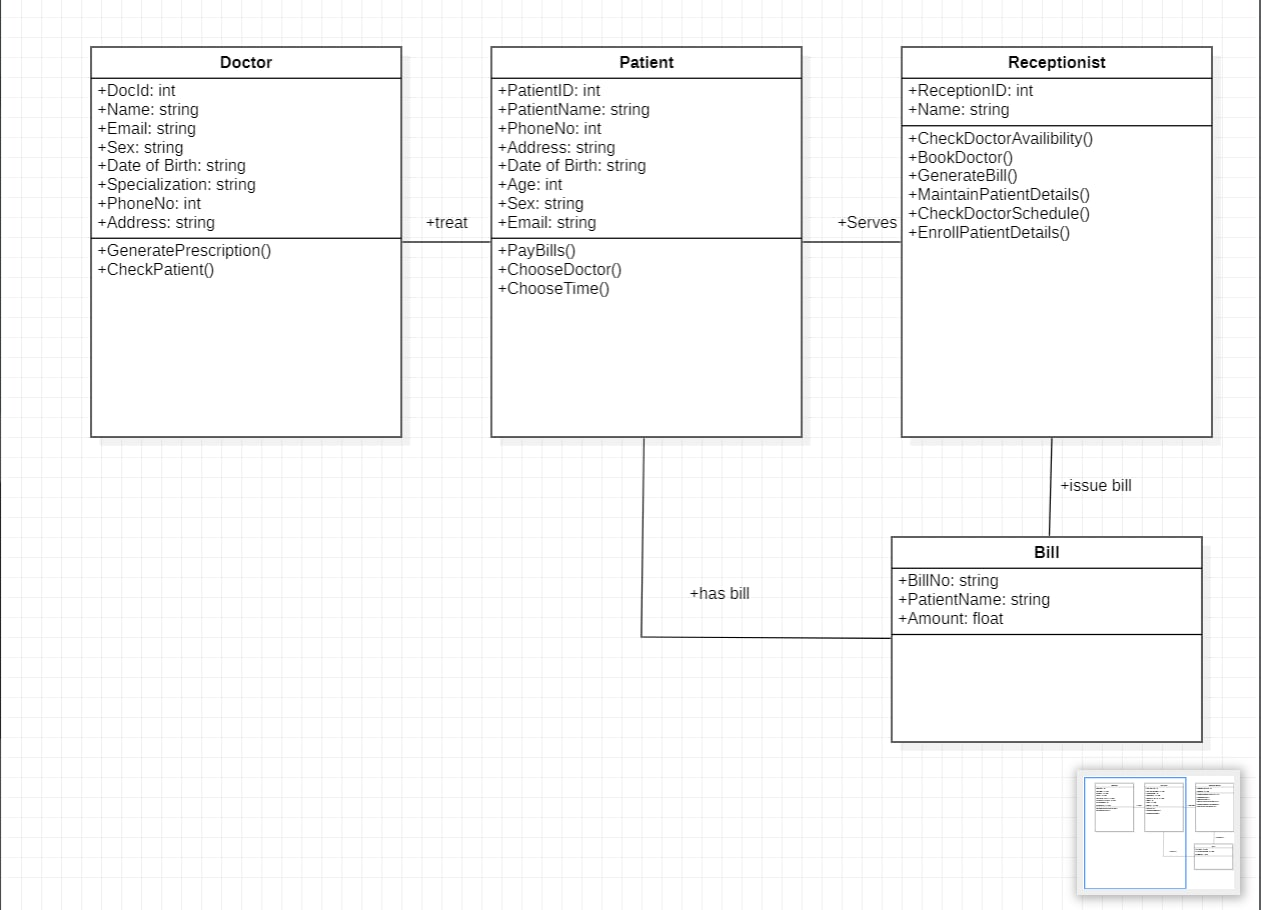 Doctor
+DocId: int
+Name: string
+Email: string
+Sex: string
+Date of Birth: string
+Specialization: string
+PhoneNo: int
+Address: string
+GeneratePrescription()
+CheckPatient()
+treat
Patient
+PatientID: int
+PatientName: string
+PhoneNo: int
+Address: string
+Date of Birth: string
+Age: int
+Sex: string
+Email: string
+PayBills()
+ChooseDoctor()
+ChooseTime()
+Serves
Receptionist
+ReceptionID: int
+Name: string
+CheckDoctorAvailibility()
+BookDoctor()
+GenerateBill()
+MaintainPatientDetails()
+CheckDoctorSchedule()
+EnrollPatientDetails()
+issue bill
+has bill
Bill
+BillNo: string
+PatientName: string
+Amount: float